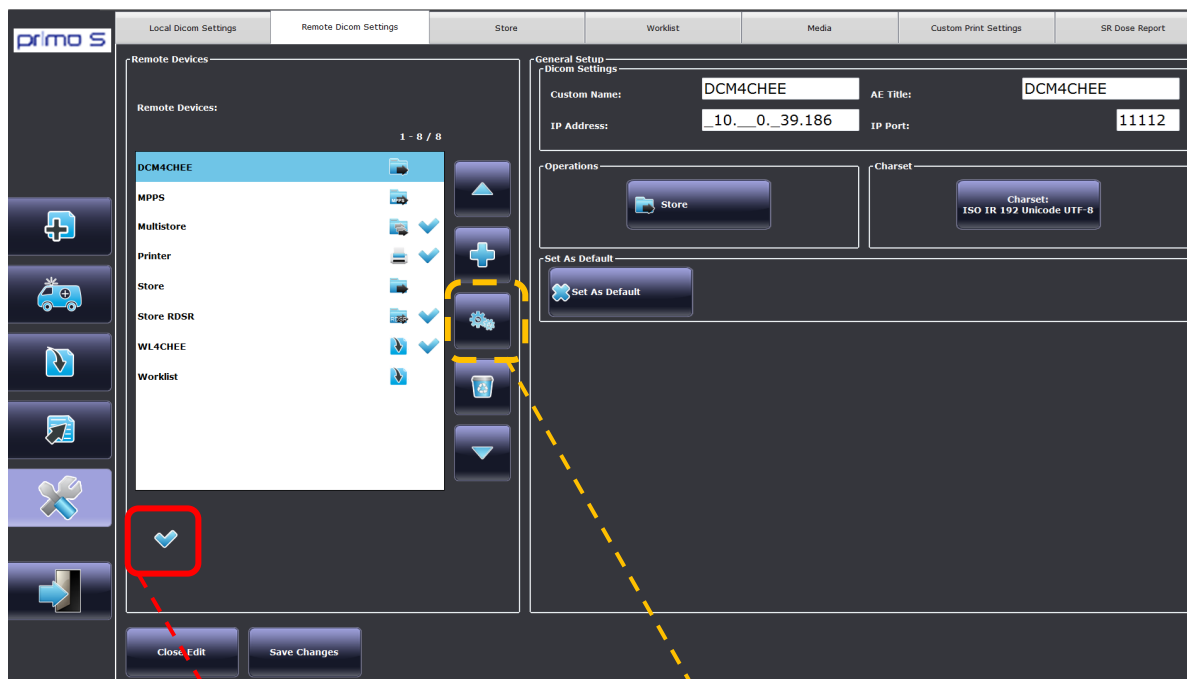 primo S
Local Dicom Settings
Remote Dicom Settings
Store
Worklist
Media
Custom Print Settings
SR Dose Report
Remote Devices
Remote Devices:
1 - 8 / 8
DCM4CHEE
MPPS
MPPS
Multistore
Printer
Store
Store RDSR
WL4CHEE
Worklist
General Setup
Dicom Settings
Custom Name:
DCM4CHEE
AE Title:
DCM4CHEE
IP Address:
_10.__0._39.186
IP Port:
11112
Operations
Store
Charset
Charset:
ISO IR 192 Unicode UTF-8
Set As Default
Set As Default
Close Edit
Save Changes